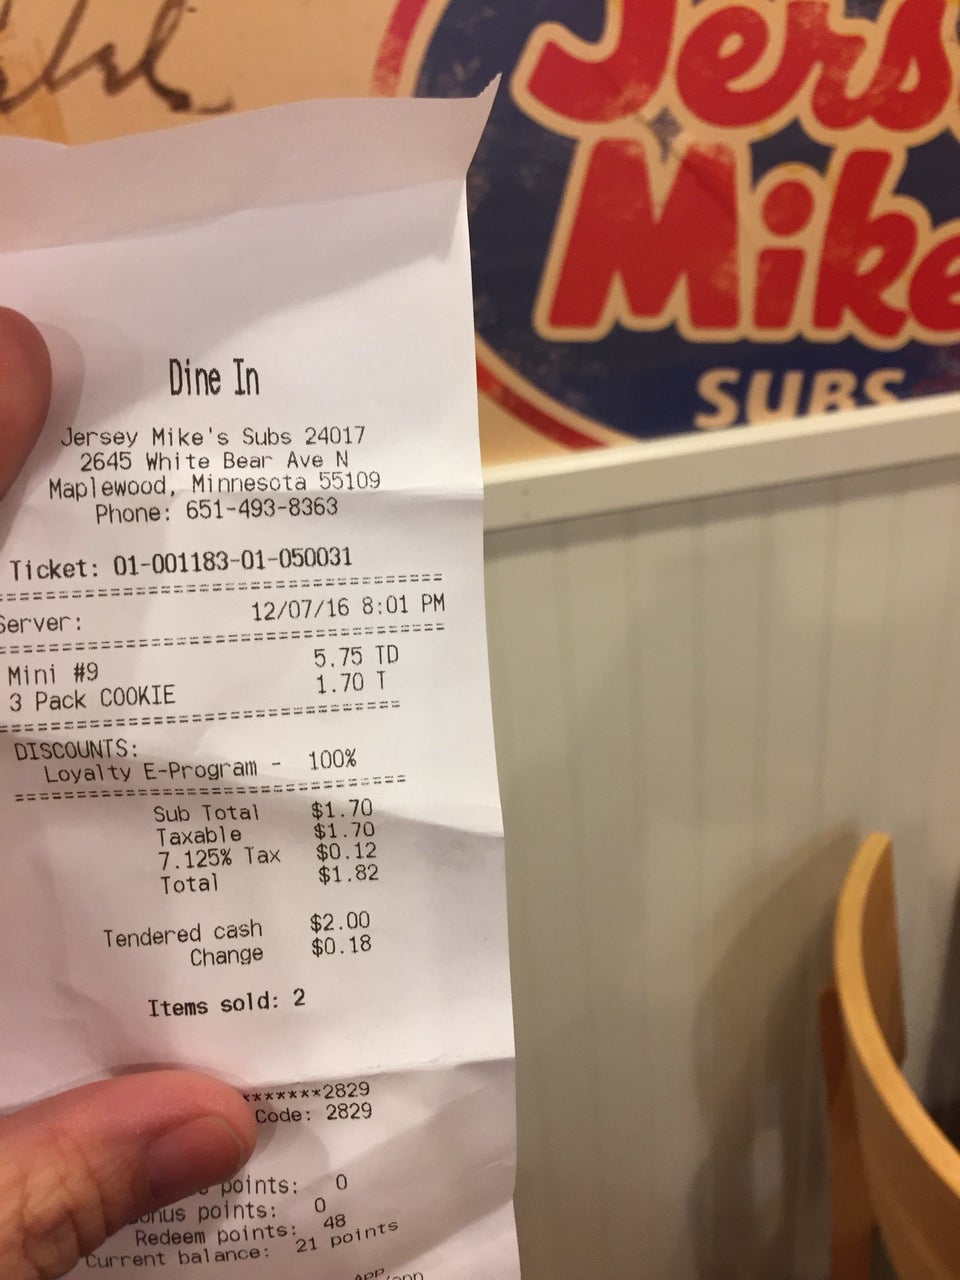 Jers
Mike
SUBS
Dine In
Jersey Mike's Subs 24017
2645 White Bear Ave N
Maplewood, Minnesota 55109
Phone: 651-493-8363
Ticket: 01-001183-01-050031
Server: 12/07/16 8:01 PM
Mini #9 5.75 TD
3 Pack COOKIE 1.70 T
DISCOUNTS:
Loyalty E-Program - 100%
Sub Total $1.70
Taxable $1.70
7.125% Tax $0.12
Total $1.82
Tendered cash $2.00
Change $0.18
Items sold: 2
*******2829
Code: 2829
points: 0
onus points: 0
Redeem points: 48
Current balance: 21 points